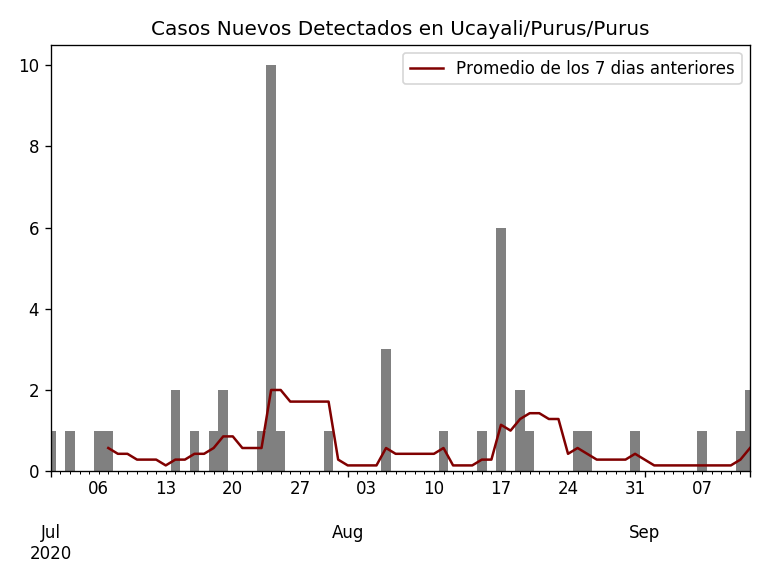 Casos Nuevos Detectados en Ucayali/Purus/Purus
Promedio de los 7 dias anteriores
10
8
6
4
2
0
06 13 20 27 03 10 17 24 31 07
Jul Aug Sep
2020